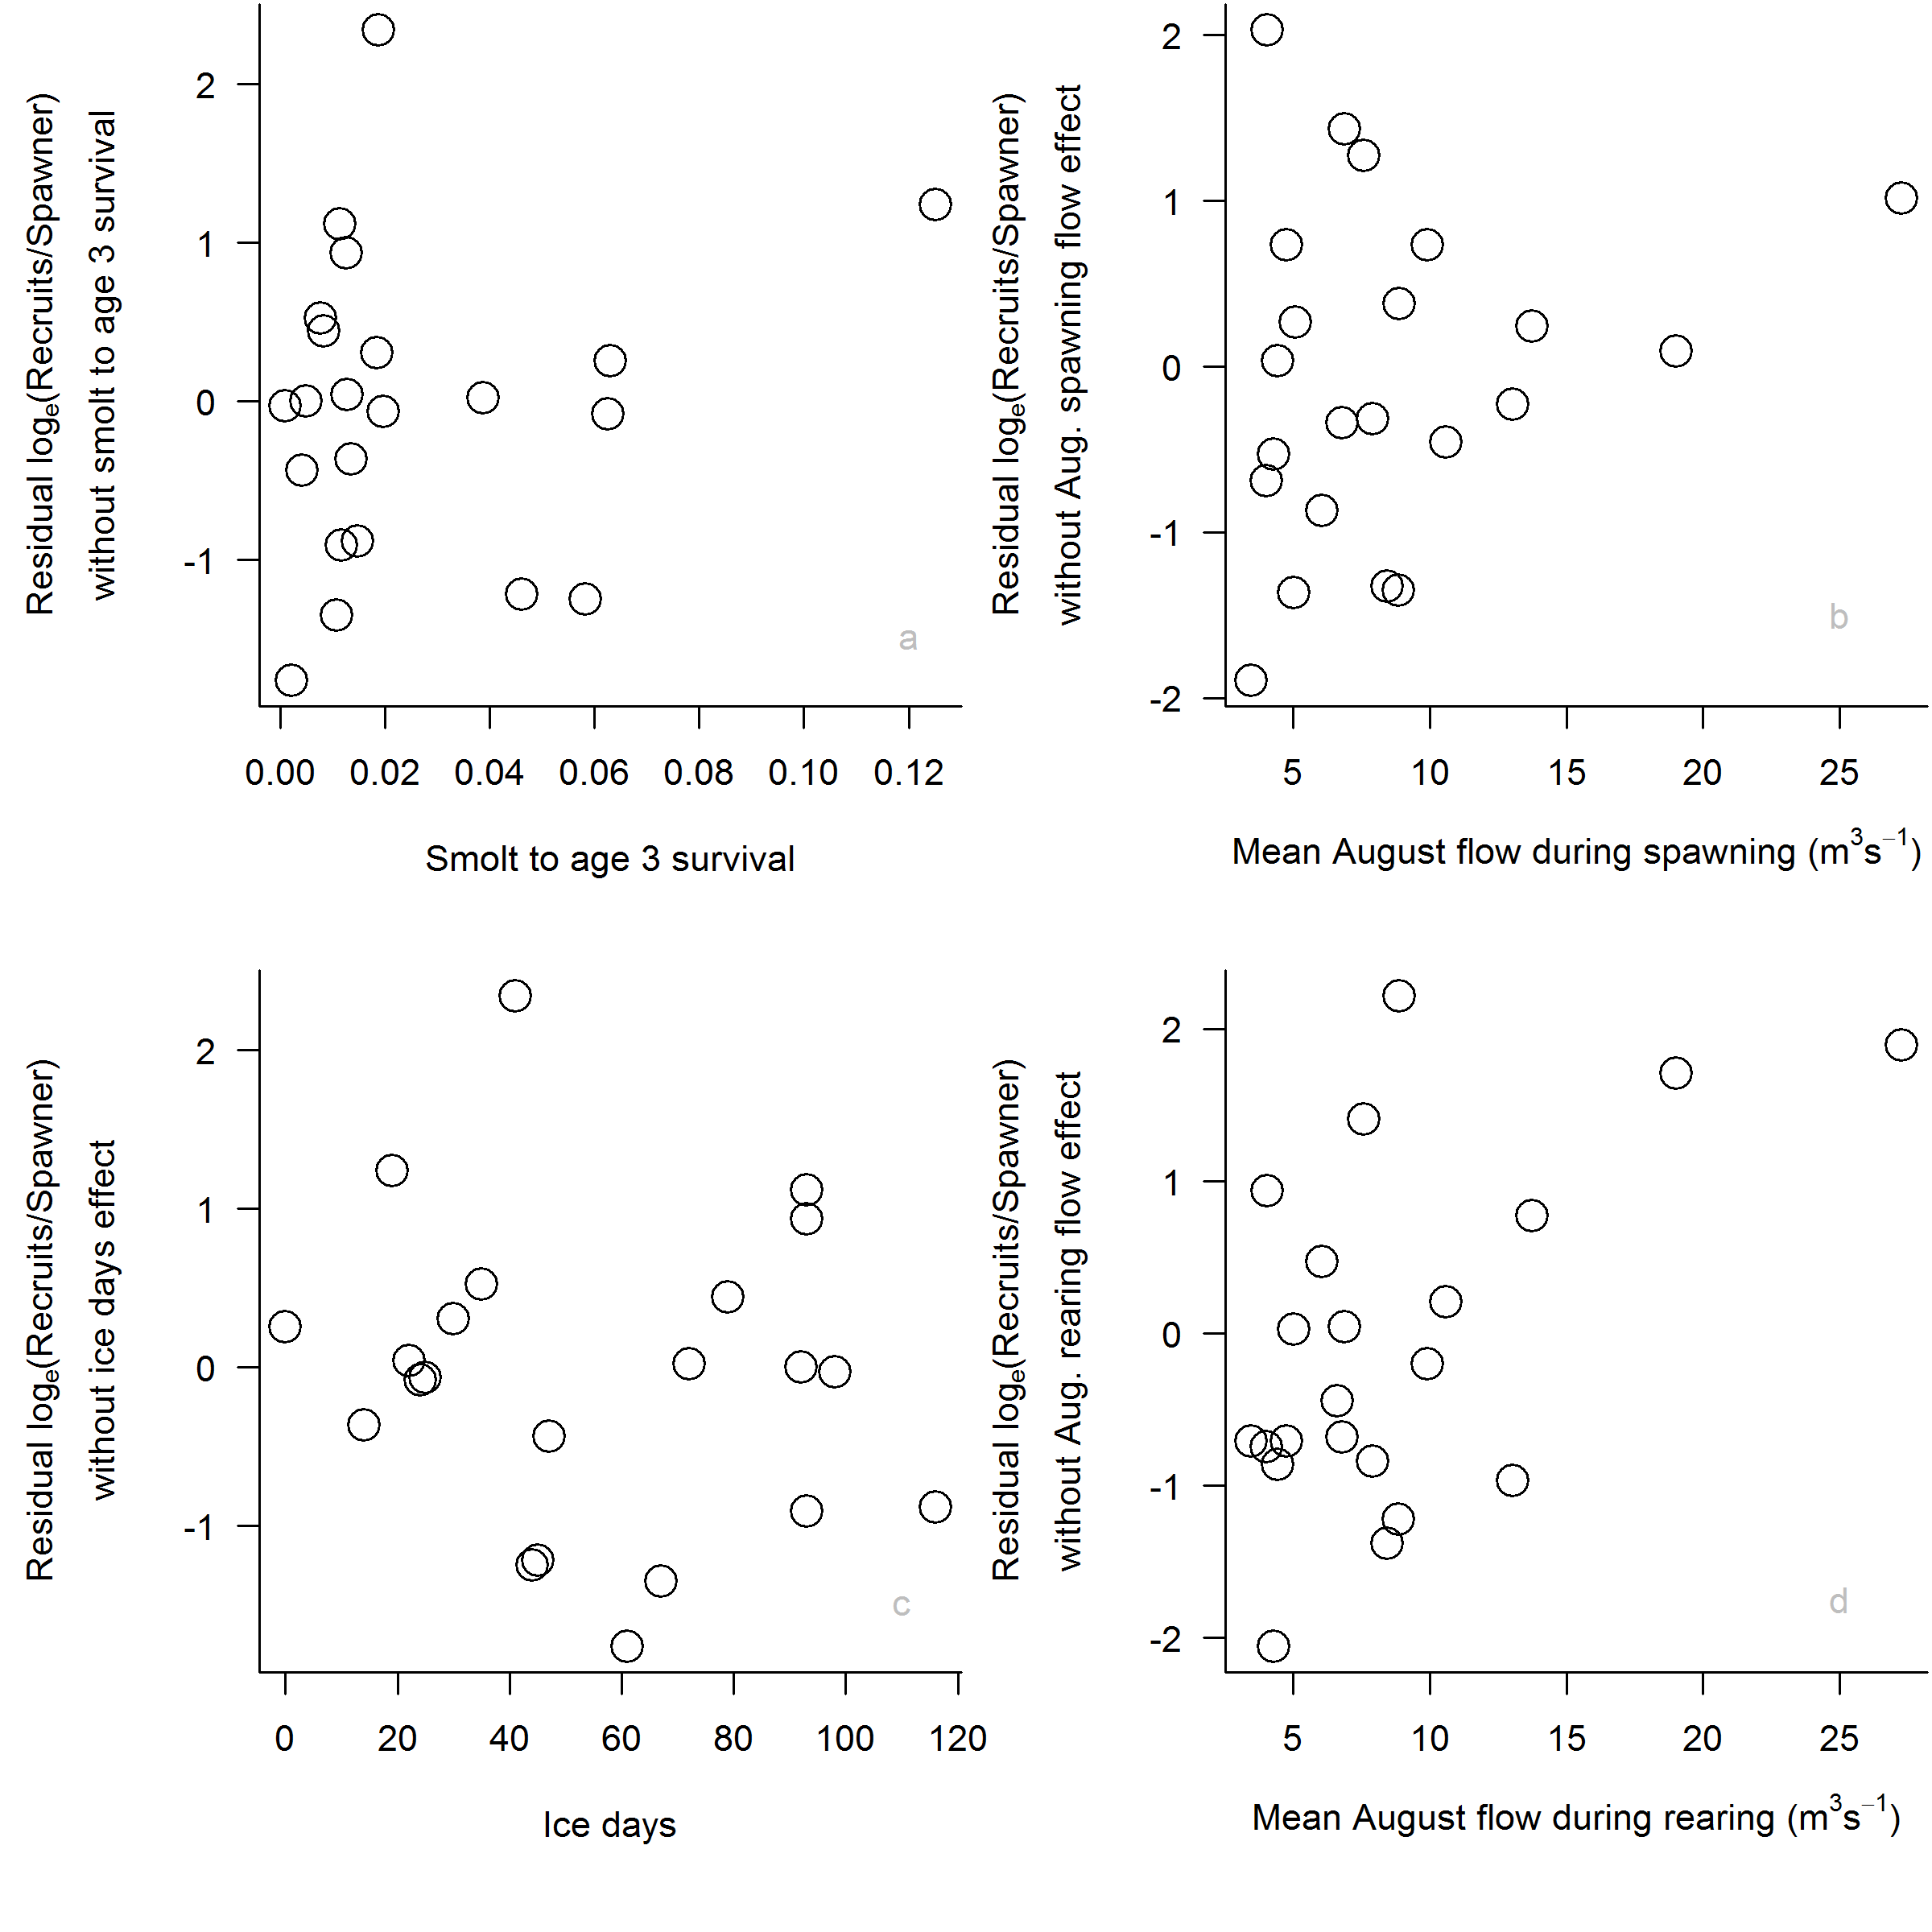 Residual logₑ(Recruits/Spawner)
without smolt to age 3 survival
2
1
0
-1
a
0.00 0.02 0.04 0.06 0.08 0.10 0.12
Smolt to age 3 survival
Residual logₑ(Recruits/Spawner)
without Aug. spawning flow effect
2
1
0
-1
-2
b
5 10 15 20 25
Mean August flow during spawning (m³s⁻¹)
Residual logₑ(Recruits/Spawner)
without ice days effect
2
1
0
-1
c
0 20 40 60 80 100 120
Ice days
Residual logₑ(Recruits/Spawner)
without Aug. rearing flow effect
2
1
0
-1
-2
d
5 10 15 20 25
Mean August flow during rearing (m³s⁻¹)